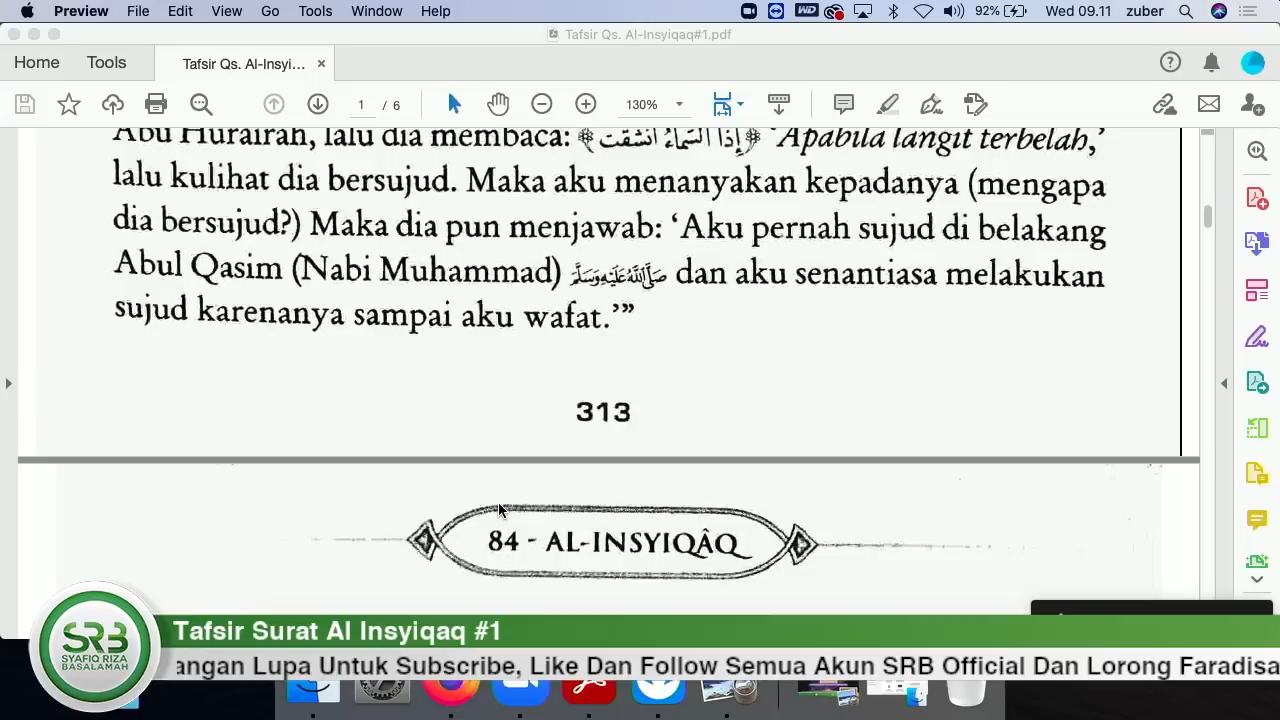 Preview File Edit View Go Tools Window Help 92% Wed 09.11 zuber
Tafsir Qs. Al-Insyiqaq#1.pdf
Home Tools Tafsir Qs. Al-Insyi... ×
1 / 6 130%
Abu Hurairah, lalu dia membaca: ﴿إِذَا السَّمَاءُ انْشَقَّتْ﴾ ‘Apabila langit terbelah,’
lalu kulihat dia bersujud. Maka aku menanyakan kepadanya (mengapa
dia bersujud?) Maka dia pun menjawab: ‘Aku pernah sujud di belakang
Abul Qasim (Nabi Muhammad) صَلَّى اللَّهُ عَلَيْهِ وَسَلَّمَ dan aku senantiasa melakukan
sujud karenanya sampai aku wafat.’”
313
84 - AL-INSYIQÂQ
SRB
SYAFIQ RIZA
BASALAMAH
Tafsir Surat Al Insyiqaq #1
angan Lupa Untuk Subscribe, Like Dan Follow Semua Akun SRB Official Dan Lorong Faradisa